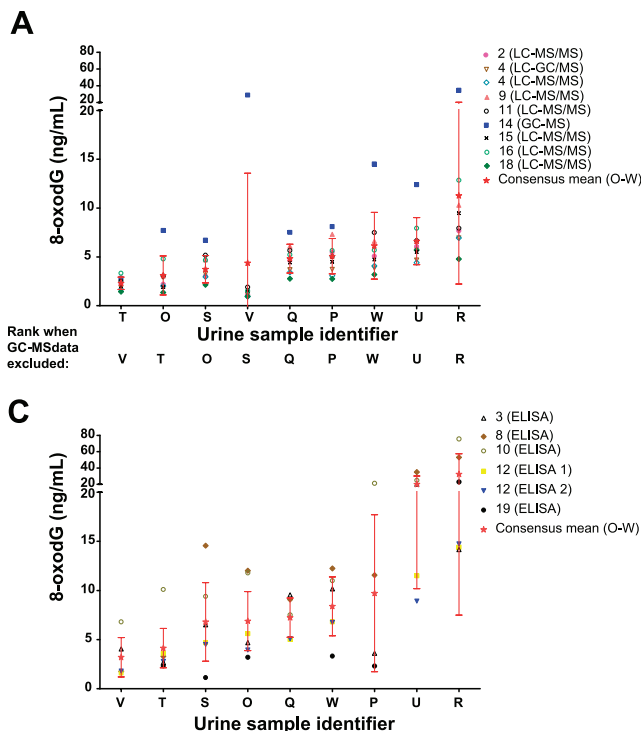 A
8-oxodG (ng/mL)
80
60
40
20
20
15
10
5
0
T O S V Q P W U R
Urine sample identifier
Rank when
GC-MSdata
excluded:
V T O S Q P W U R
2 (LC-MS/MS)
4 (LC-GC/MS)
4 (LC-MS/MS)
9 (LC-MS/MS)
11 (LC-MS/MS)
14 (GC-MS)
15 (LC-MS/MS)
16 (LC-MS/MS)
18 (LC-MS/MS)
Consensus mean (O-W)
C
8-oxodG (ng/mL)
80
60
40
20
20
15
10
5
0
V T S O Q W P U R
Urine sample identifier
3 (ELISA)
8 (ELISA)
10 (ELISA)
12 (ELISA 1)
12 (ELISA 2)
19 (ELISA)
Consensus mean (O-W)